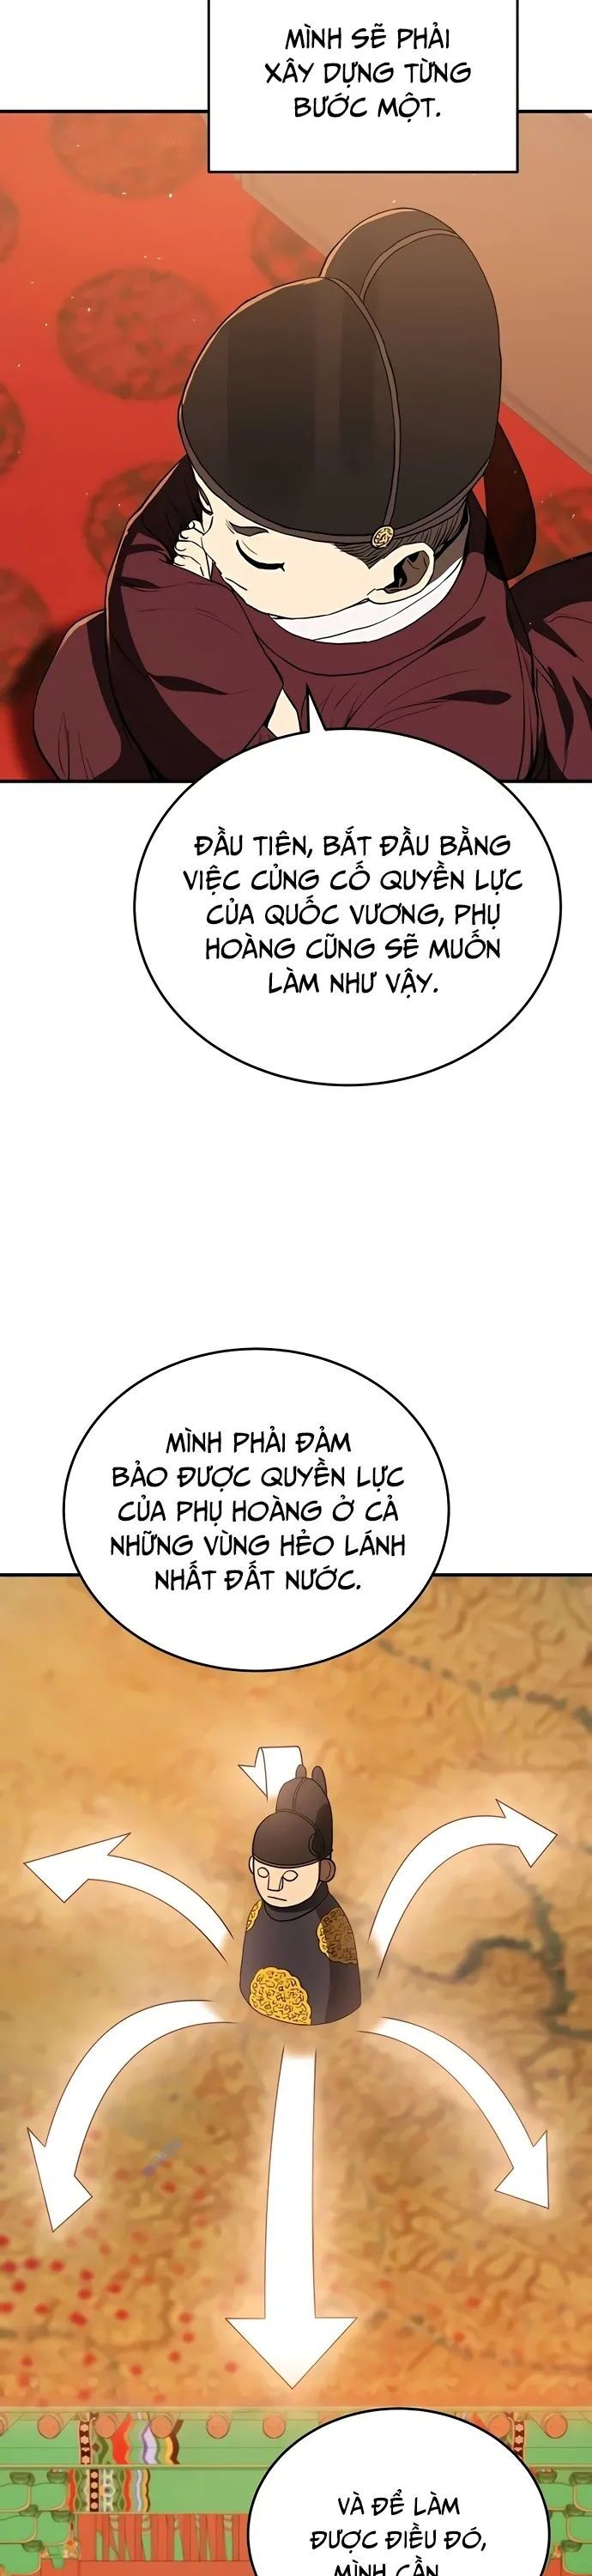 MÌNH SẼ PHẢI
XÂY DỰNG TỪNG
BƯỚC MỘT.
ĐẦU TIÊN, BẮT ĐẦU BẰNG
VIỆC CỦNG CỐ QUYỀN LỰC
CỦA QUỐC VƯƠNG, PHỤ
HOÀNG CŨNG SẼ MUỐN
LÀM NHƯ VẬY.
MÌNH PHẢI ĐẢM
BẢO ĐƯỢC QUYỀN LỰC
CỦA PHỤ HOÀNG Ở CẢ
NHỮNG VÙNG HẺO LÁNH
NHẤT ĐẤT NƯỚC.
VÀ ĐỂ LÀM
ĐƯỢC ĐIỀU ĐÓ,
MÌNH CẦN